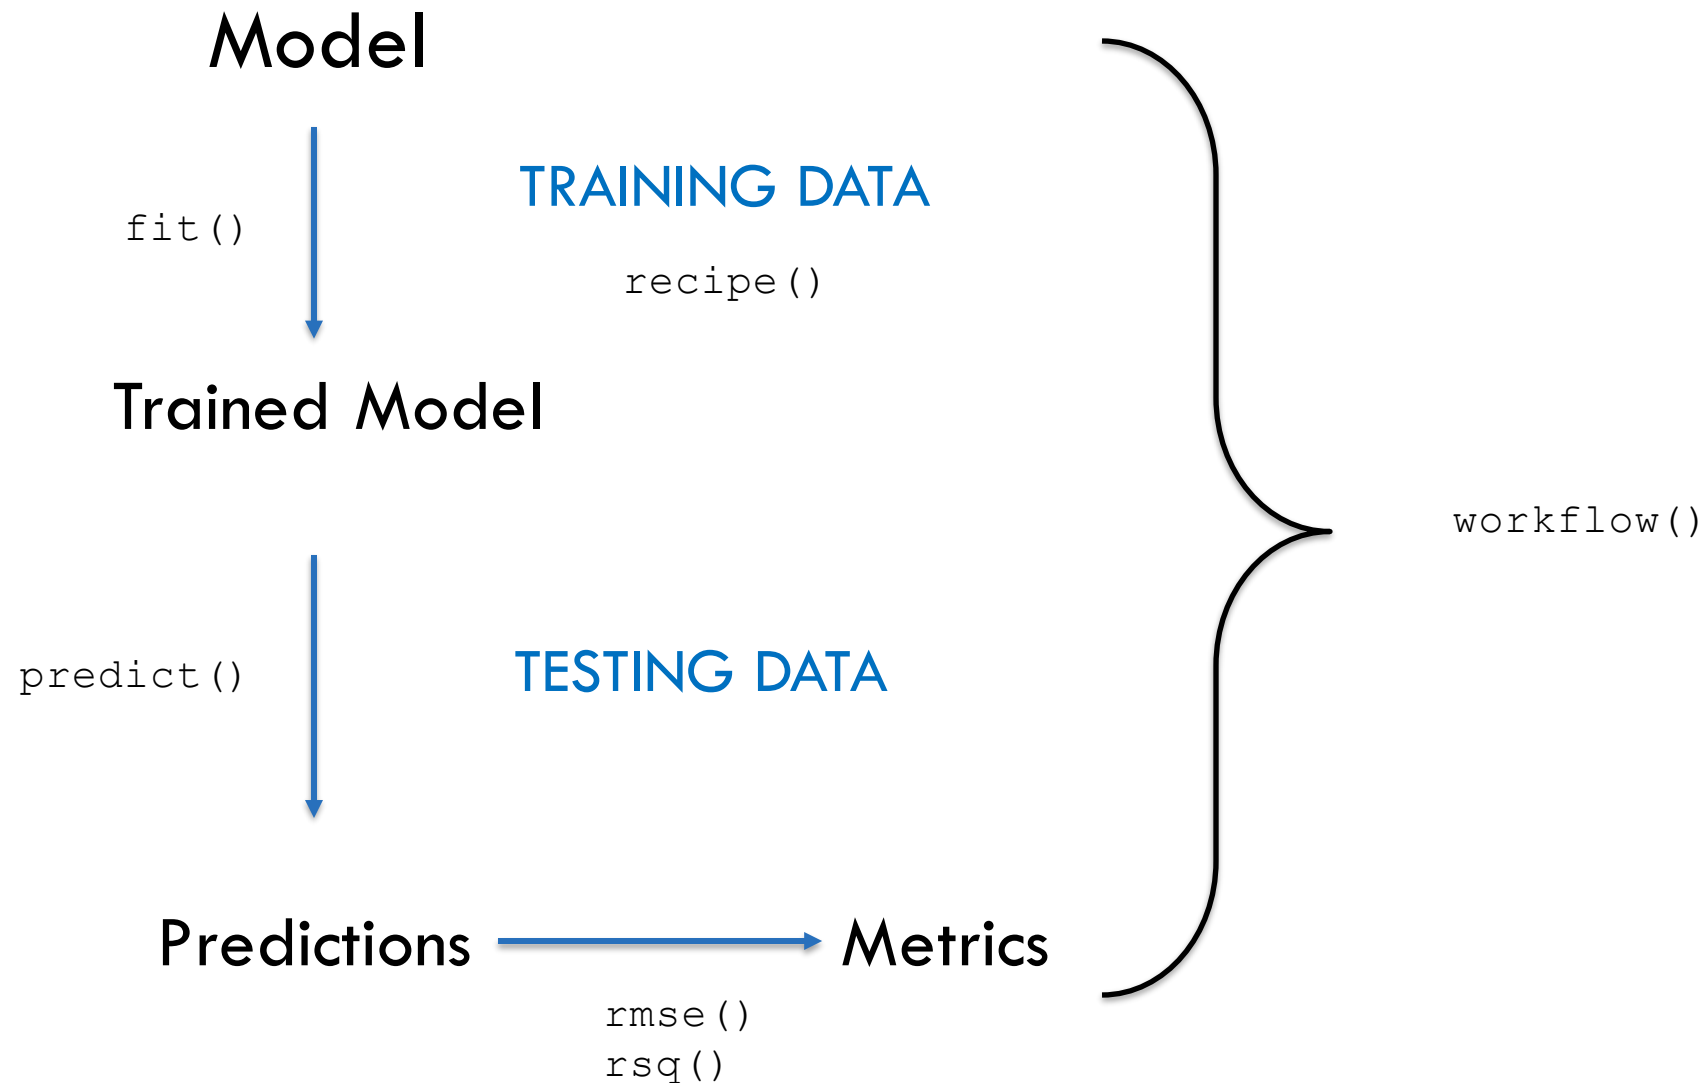 Model
TRAINING DATA
fit()
recipe()
Trained Model
workflow()
predict()
TESTING DATA
Predictions
Metrics
rmse()
rsq()